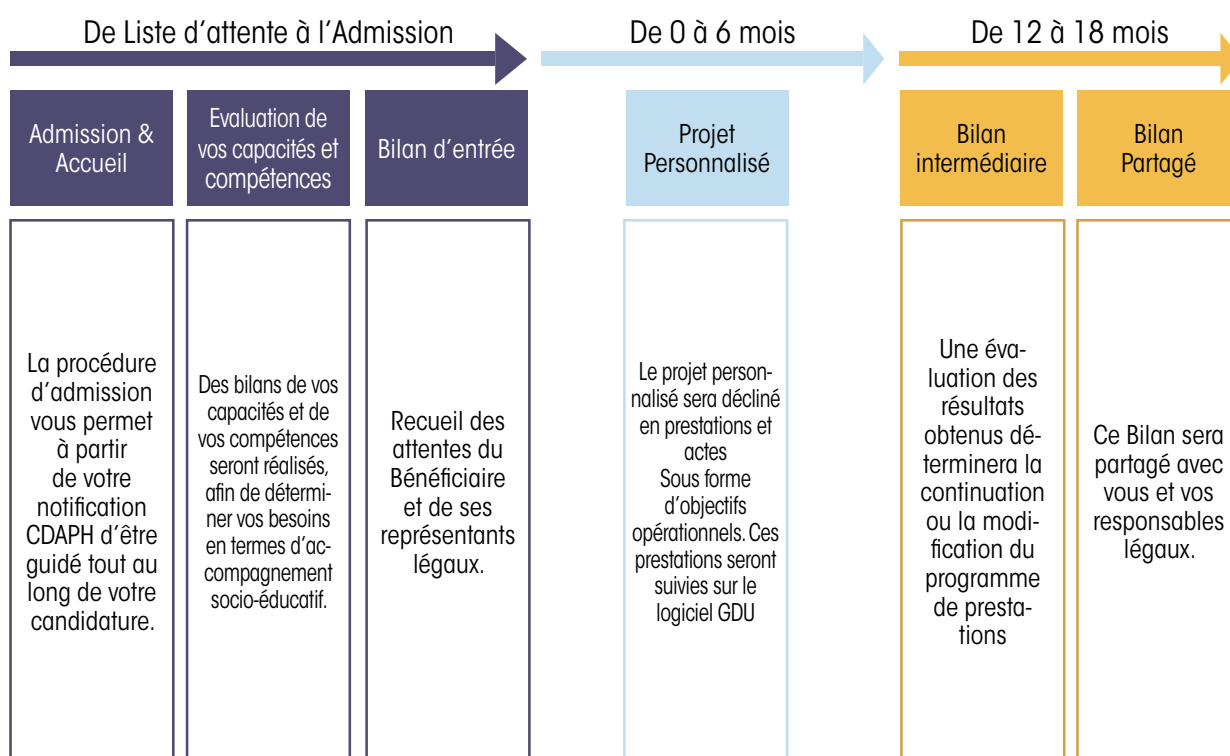 De Liste d'attente à l'Admission
De 0 à 6 mois
De 12 à 18 mois
Admission &
Accueil
Evaluation de
vos capacités et
compétences
Bilan d'entrée
Projet
Personnalisé
Bilan
intermédiaire
Bilan
Partagé
La procédure
d'admission
vous permet
à partir
de votre
notification
CDAPH d'être
guidé tout au
long de votre
candidature.
Des bilans de vos
capacités et de
vos compétences
seront réalisés,
afin de détermi-
ner vos besoins
en termes d'ac-
compagnement
socio-éducatif.
Recueil des
attentes du
Bénéficiaire
et de ses
représentants
légaux.
Le projet person-
nalisé sera décliné
en prestations et
actes
Sous forme
d'objectifs
opérationnels. Ces
prestations seront
suivies sur le
logiciel GDU
Une éva-
luation des
résultats
obtenus dé-
terminera la
continuation
ou la modi-
fication du
programme
de presta-
tions
Ce Bilan sera
partagé avec
vous et vos
responsables
légaux.